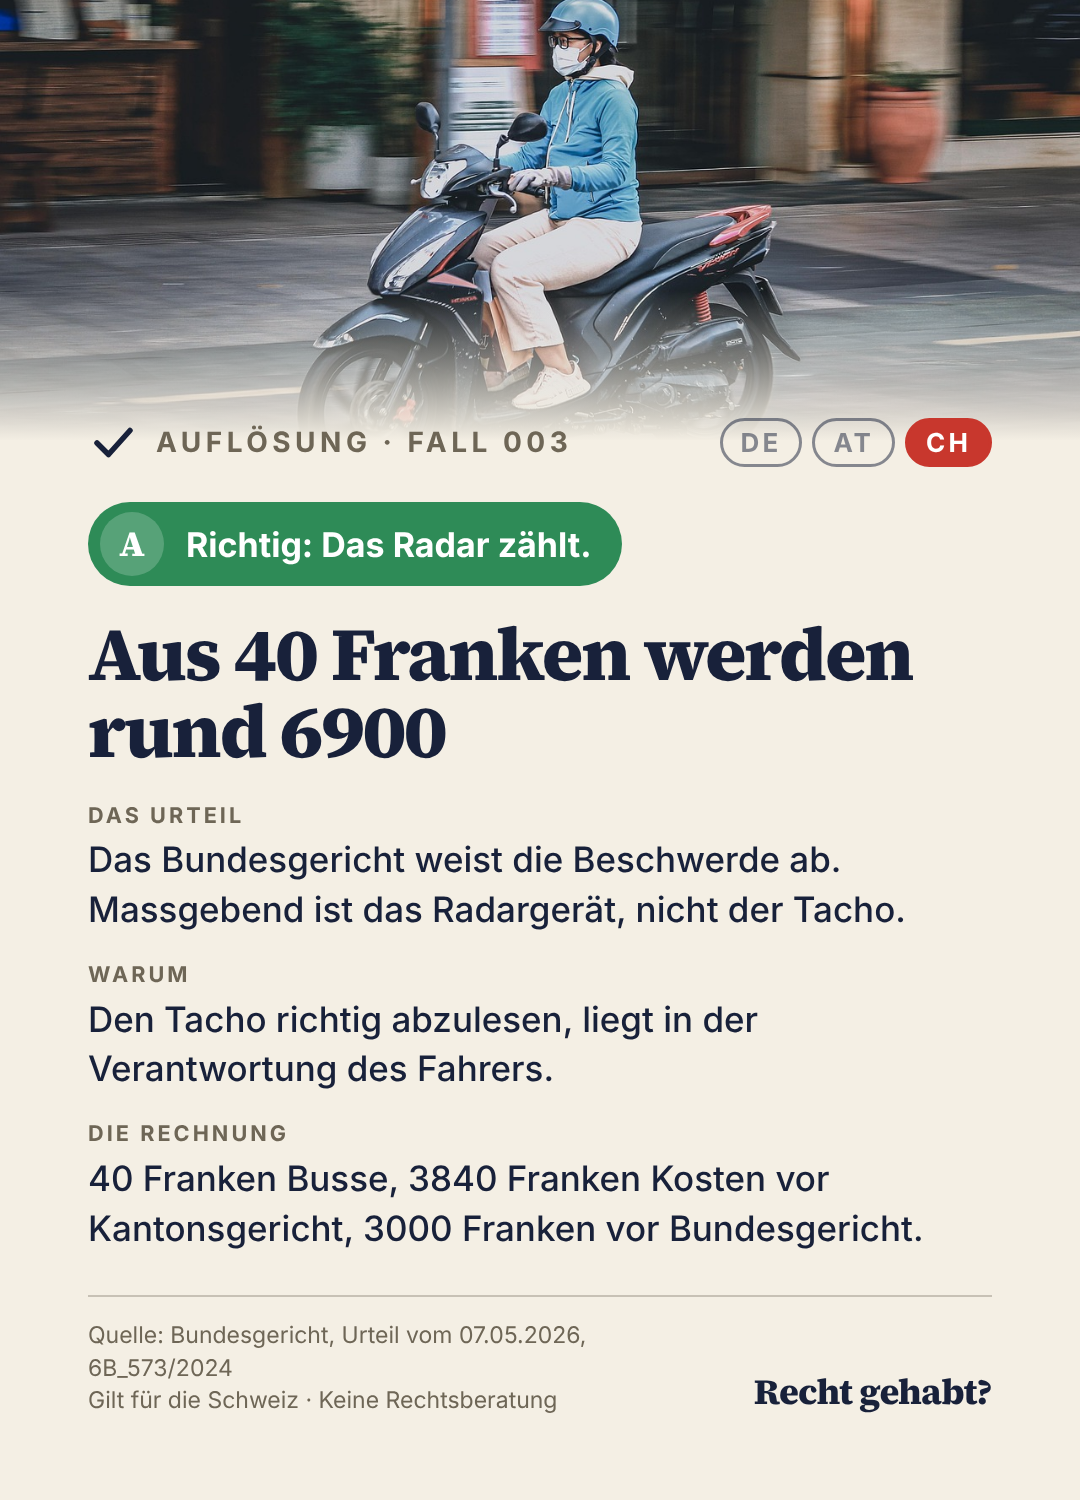 AUFLÖSUNG · FALL 003
DE AT CH
A Richtig: Das Radar zählt.
Aus 40 Franken werden
rund 6900
DAS URTEIL
Das Bundesgericht weist die Beschwerde ab.
Massgebend ist das Radargerät, nicht der Tacho.
WARUM
Den Tacho richtig abzulesen, liegt in der
Verantwortung des Fahrers.
DIE RECHNUNG
40 Franken Busse, 3840 Franken Kosten vor
Kantonsgericht, 3000 Franken vor Bundesgericht.
Quelle: Bundesgericht, Urteil vom 07.05.2026,
6B_573/2024
Gilt für die Schweiz · Keine Rechtsberatung
Recht gehabt?